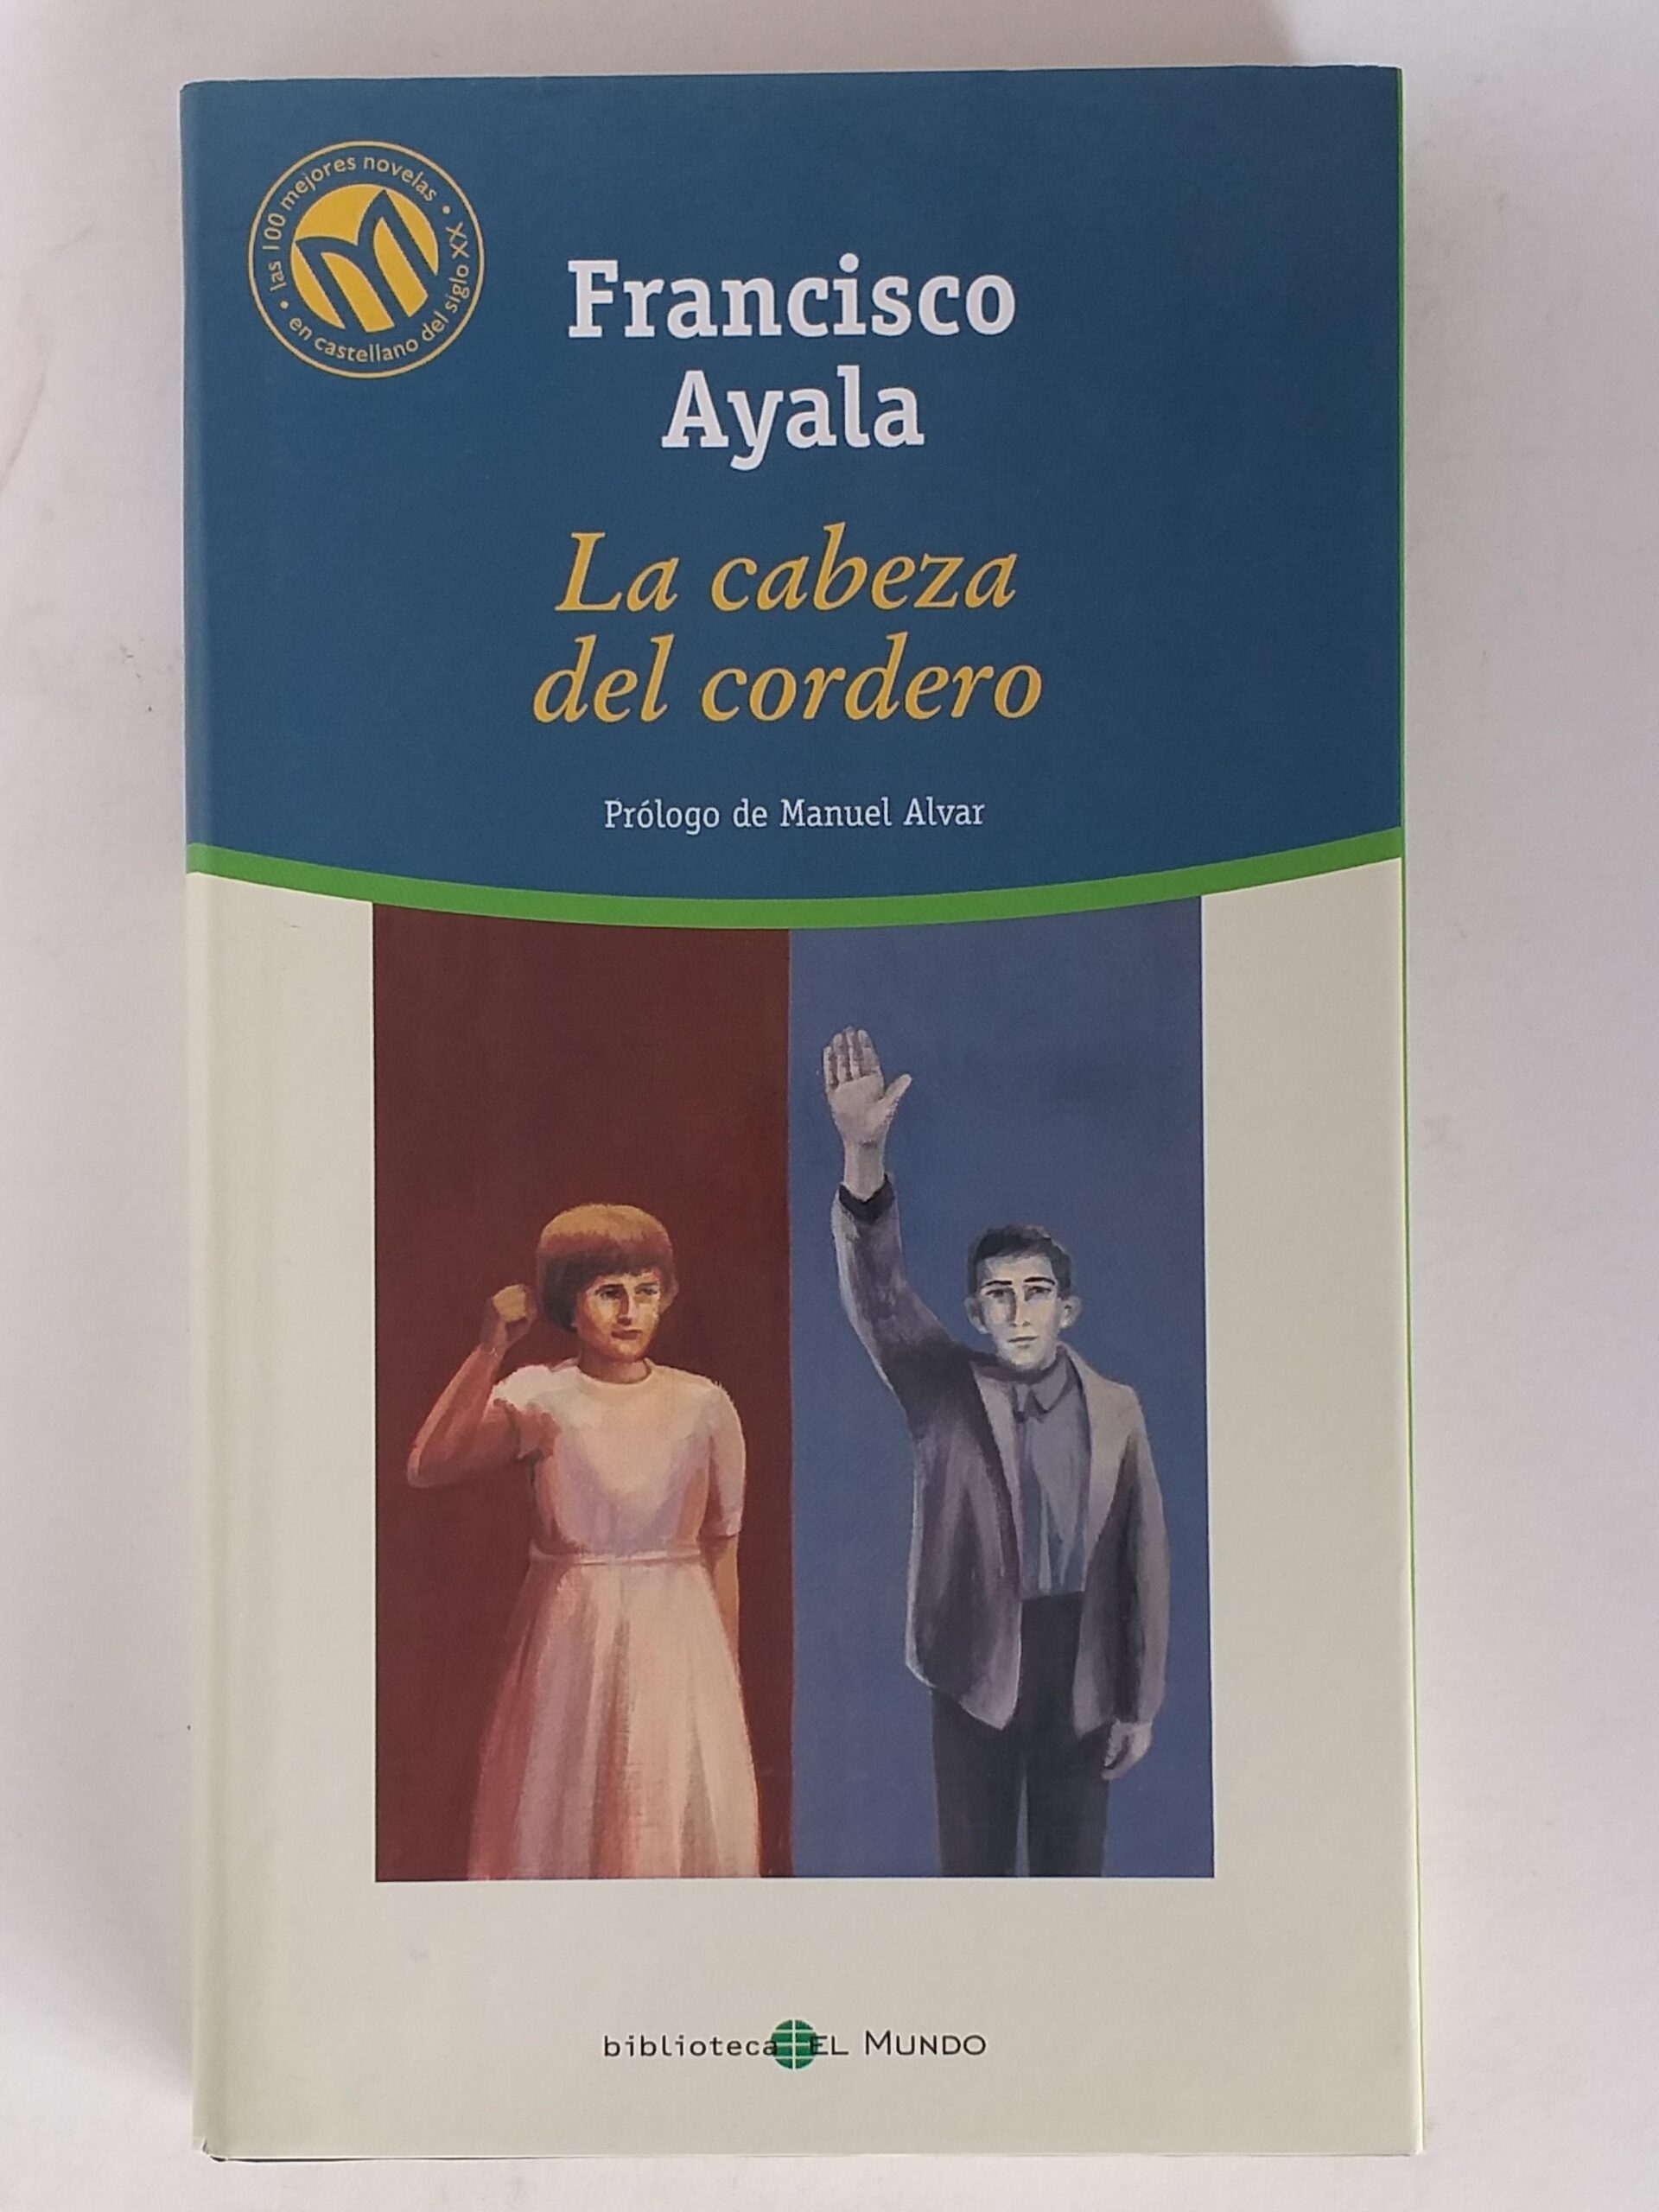 • las 100 mejores novelas •
en castellano del siglo XX
Francisco
Ayala
La cabeza
del cordero
Prólogo de Manuel Alvar
biblioteca EL MUNDO